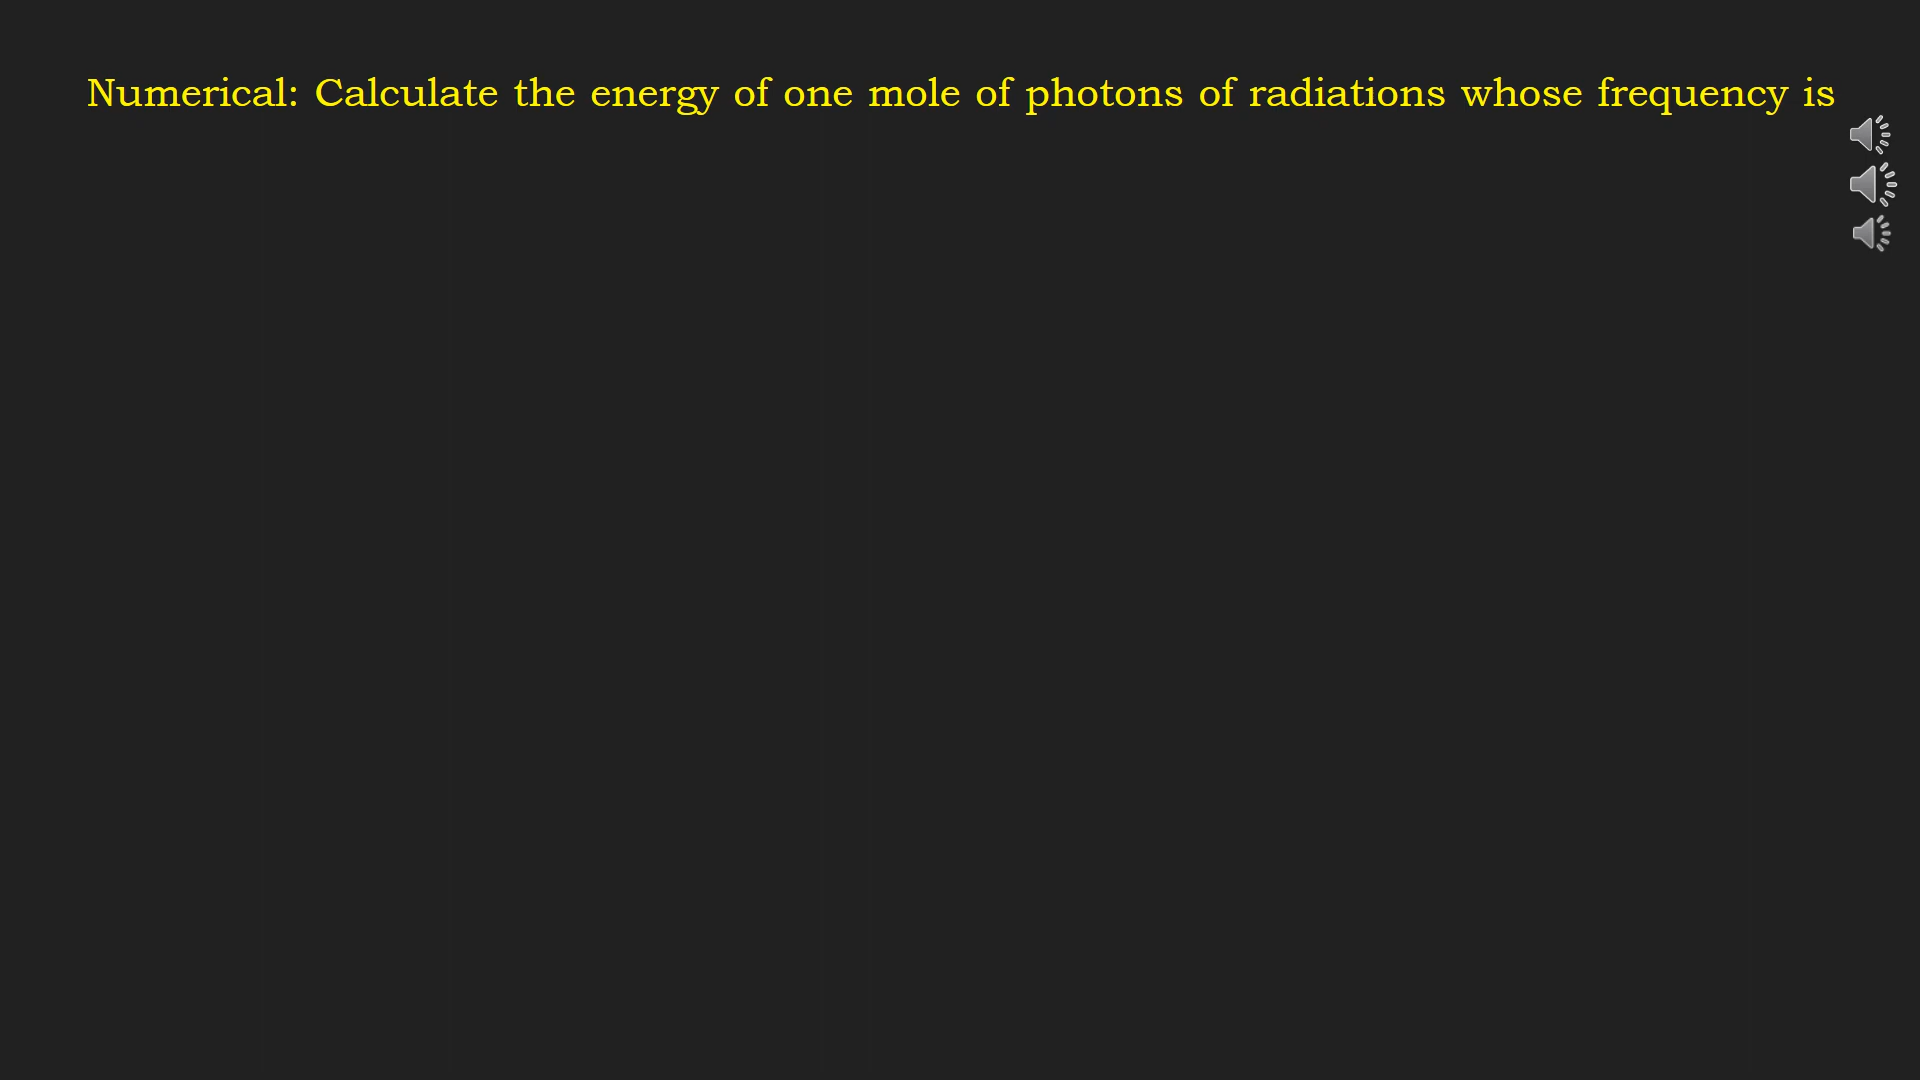 Numerical: Calculate the energy of one mole of photons of radiations whose frequency is